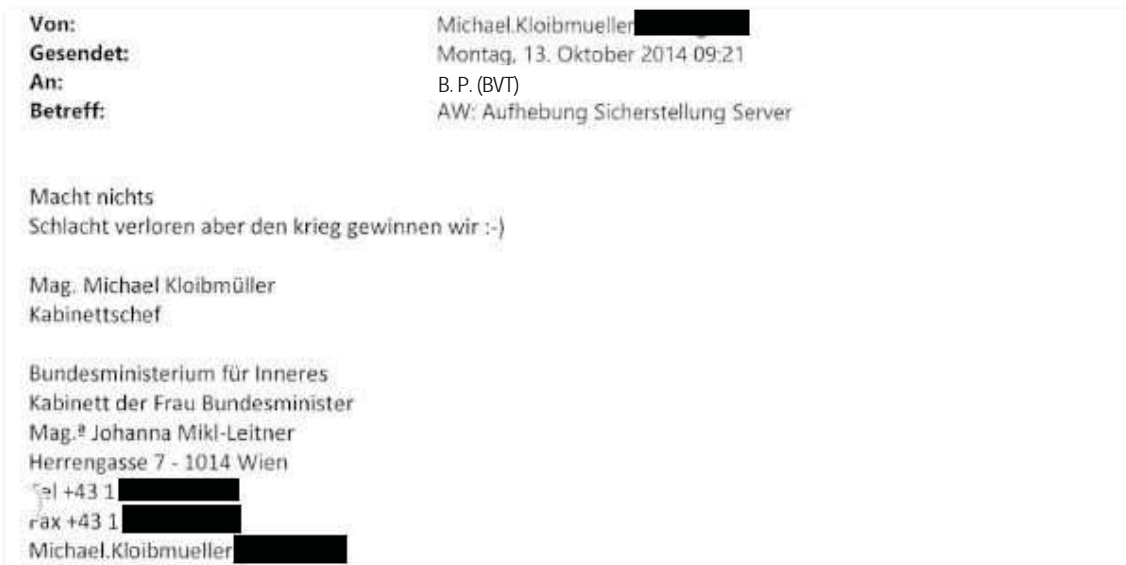 Von: Michael.Kloibmueller
Gesendet: Montag, 13. Oktober 2014 09:21
An: B. P. (BVT)
Betreff: AW: Aufhebung Sicherstellung Server
Macht nichts
Schlacht verloren aber den krieg gewinnen wir :-)
Mag. Michael Kloibmüller
Kabinettschef
Bundesministerium für Inneres
Kabinett der Frau Bundesminister
Mag.ª Johanna Mikl-Leitner
Herrengasse 7 - 1014 Wien
Tel +43 1
Fax +43 1
Michael.Kloibmueller